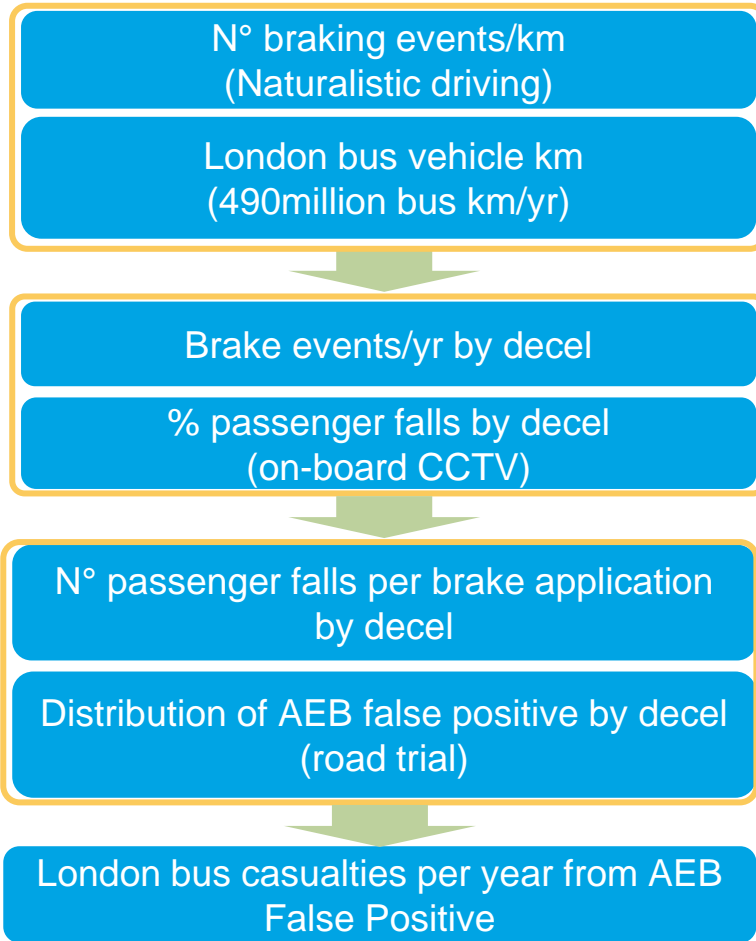 N° braking events/km
(Naturalistic driving)
London bus vehicle km
(490million bus km/yr)
Brake events/yr by decel
% passenger falls by decel
(on-board CCTV)
N° passenger falls per brake application
by decel
Distribution of AEB false positive by decel
(road trial)
London bus casualties per year from AEB
False Positive